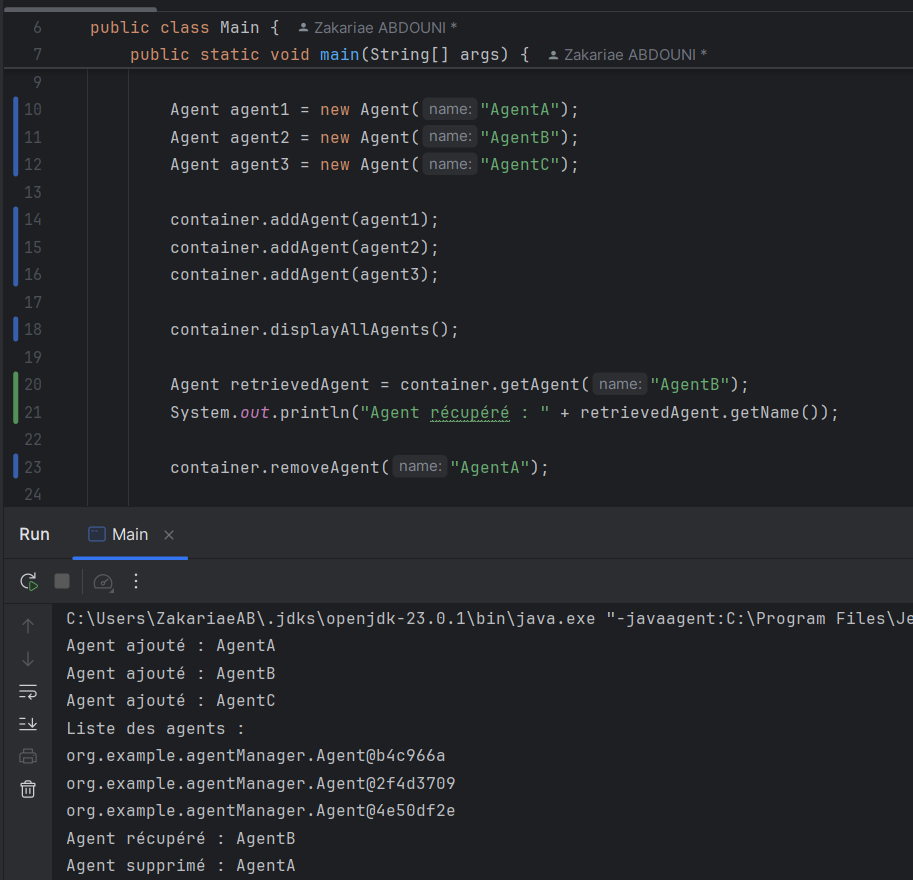 6 public class Main { Zakariae ABDOUNI *
7 public static void main(String[] args) { Zakariae ABDOUNI *
9
10 Agent agent1 = new Agent( name: "AgentA");
11 Agent agent2 = new Agent( name: "AgentB");
12 Agent agent3 = new Agent( name: "AgentC");
13
14 container.addAgent(agent1);
15 container.addAgent(agent2);
16 container.addAgent(agent3);
17
18 container.displayAllAgents();
19
20 Agent retrievedAgent = container.getAgent( name: "AgentB");
21 System.out.println("Agent récupéré : " + retrievedAgent.getName());
22
23 container.removeAgent( name: "AgentA");
24
Run Main
C:\Users\ZakariaeAB\.jdks\openjdk-23.0.1\bin\java.exe "-javaagent:C:\Program Files\Je
Agent ajouté : AgentA
Agent ajouté : AgentB
Agent ajouté : AgentC
Liste des agents :
org.example.agentManager.Agent@b4c966a
org.example.agentManager.Agent@2f4d3709
org.example.agentManager.Agent@4e50df2e
Agent récupéré : AgentB
Agent supprimé : AgentA